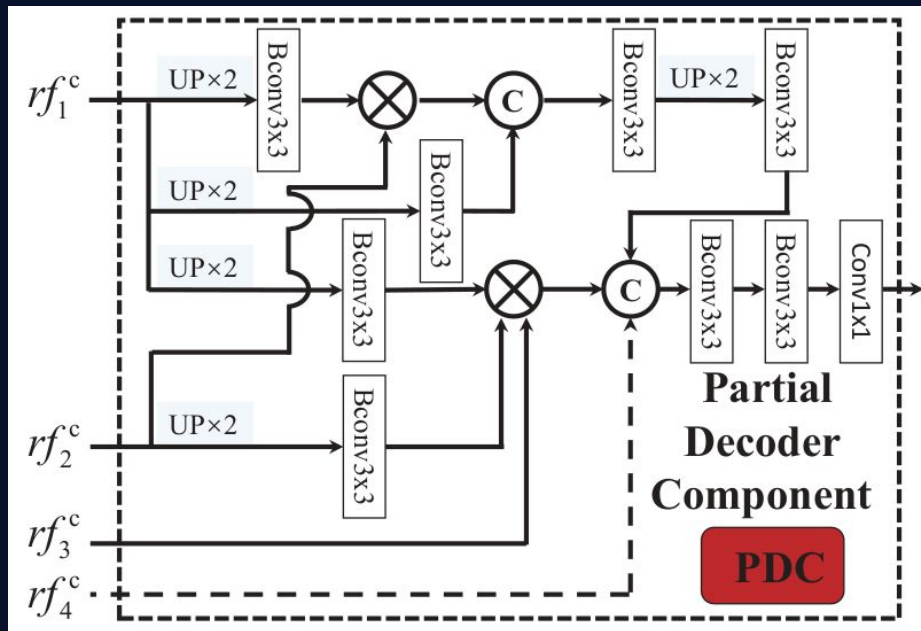 rf₁ᶜ
UP×2
Bconv3x3
C
Bconv3x3
UP×2
Bconv3x3
UP×2
Bconv3x3
UP×2
Bconv3x3
C
Bconv3x3
Bconv3x3
Conv1x1
rf₂ᶜ
UP×2
Bconv3x3
Partial
Decoder
Component
rf₃ᶜ
PDC
rf₄ᶜ